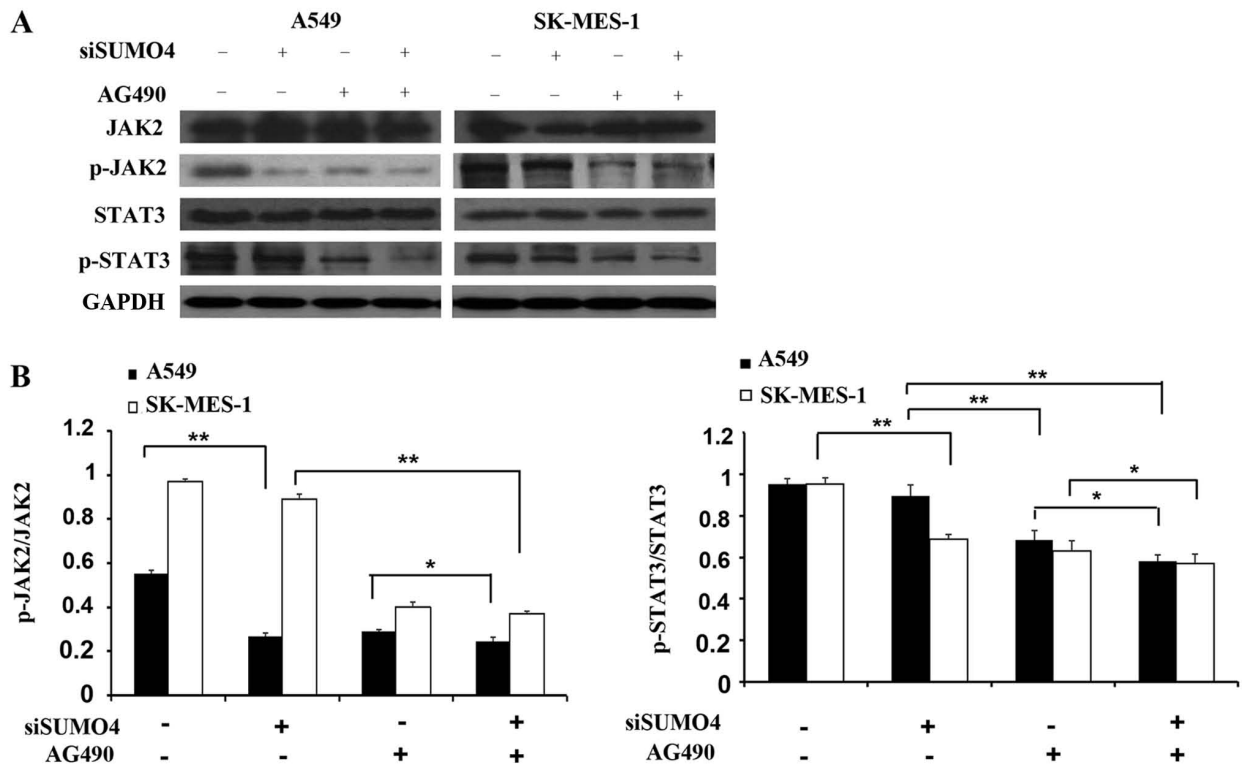 A
A549
SK-MES-1
siSUMO4 – + – + – + – +
AG490 – – + + – – + +
JAK2
p-JAK2
STAT3
p-STAT3
GAPDH
B
A549
SK-MES-1
p-JAK2/JAK2
1.2
1
0.8
0.6
0.4
0.2
0
**
**
*
siSUMO4 - + - +
AG490 - - + +
A549
SK-MES-1
p-STAT3/STAT3
1.2
1
0.8
0.6
0.4
0.2
0
**
**
**
*
*
siSUMO4 - + - +
AG490 - - + +